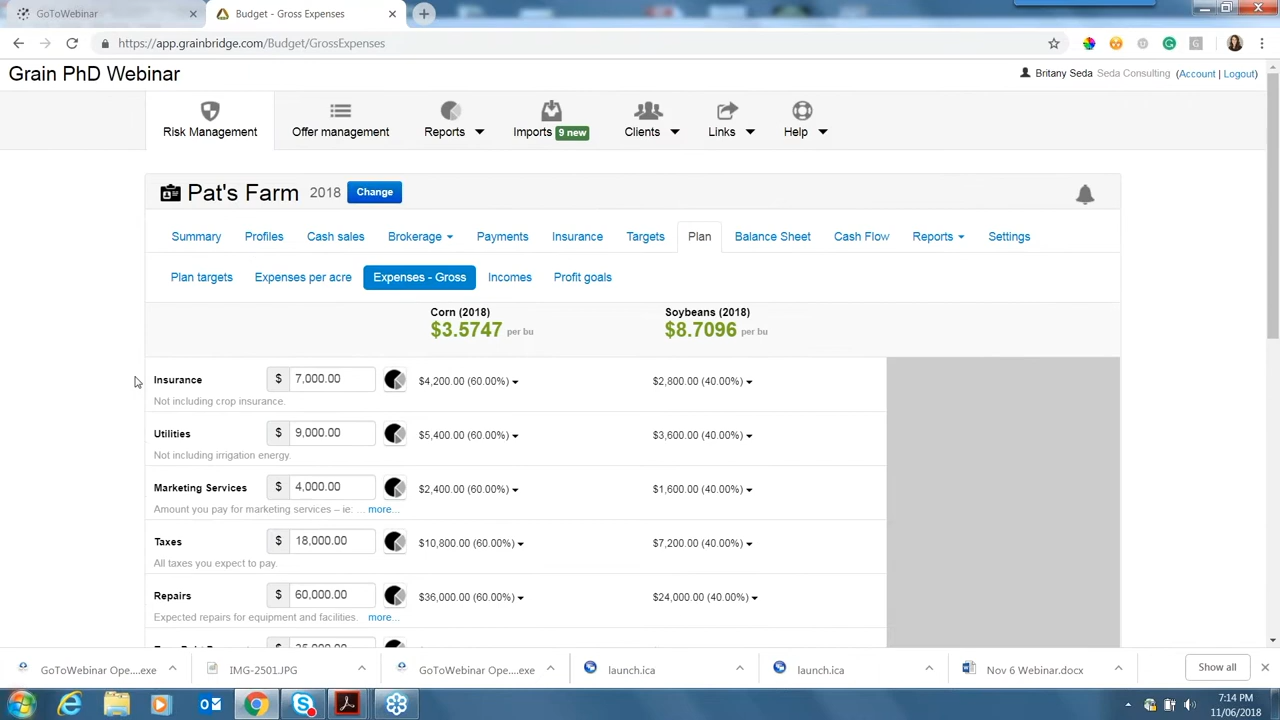 GoToWebinar
Budget - Gross Expenses
https://app.grainbridge.com/Budget/GrossExpenses
Grain PhD Webinar
Britany Seda Seda Consulting (Account | Logout)
Risk Management
Offer management
Reports
Imports 9 new
Clients
Links
Help
Pat's Farm 2018 Change
Summary Profiles Cash sales Brokerage Payments Insurance Targets Plan Balance Sheet Cash Flow Reports Settings
Plan targets Expenses per acre Expenses - Gross Incomes Profit goals
Corn (2018) Soybeans (2018)
$3.5747 per bu $8.7096 per bu
Insurance $ 7,000.00 $4,200.00 (60.00%) $2,800.00 (40.00%)
Not including crop insurance.
Utilities $ 9,000.00 $5,400.00 (60.00%) $3,600.00 (40.00%)
Not including irrigation energy.
Marketing Services $ 4,000.00 $2,400.00 (60.00%) $1,600.00 (40.00%)
Amount you pay for marketing services – ie: ... more...
Taxes $ 18,000.00 $10,800.00 (60.00%) $7,200.00 (40.00%)
All taxes you expect to pay.
Repairs $ 60,000.00 $36,000.00 (60.00%) $24,000.00 (40.00%)
Expected repairs for equipment and facilities. more...
GoToWebinar Ope....exe
IMG-2501.JPG
GoToWebinar Ope....exe
launch.ica
launch.ica
Nov 6 Webinar.docx
Show all
7:14 PM
11/06/2018